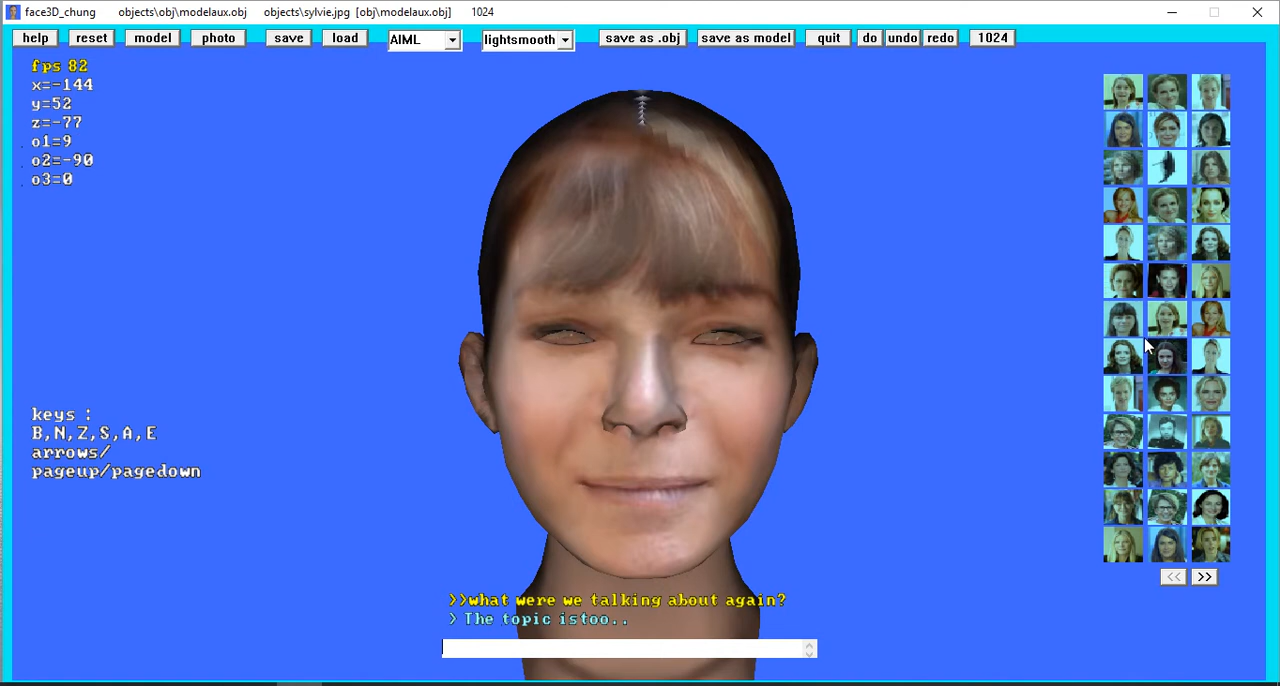 face3D_chung objects\obj\modelaux.obj objects\sylvie.jpg [obj\modelaux.obj] 1024
help reset model photo save load AIML lightsmooth save as .obj save as model quit do undo redo 1024
fps 82
x=-144
y=52
z=-77
o1=9
o2=-90
o3=0
keys :
B,N,Z,S,A,E
arrows/
pageup/pagedown
<< >>
>>what were we talking about again?
> The topic istoo..